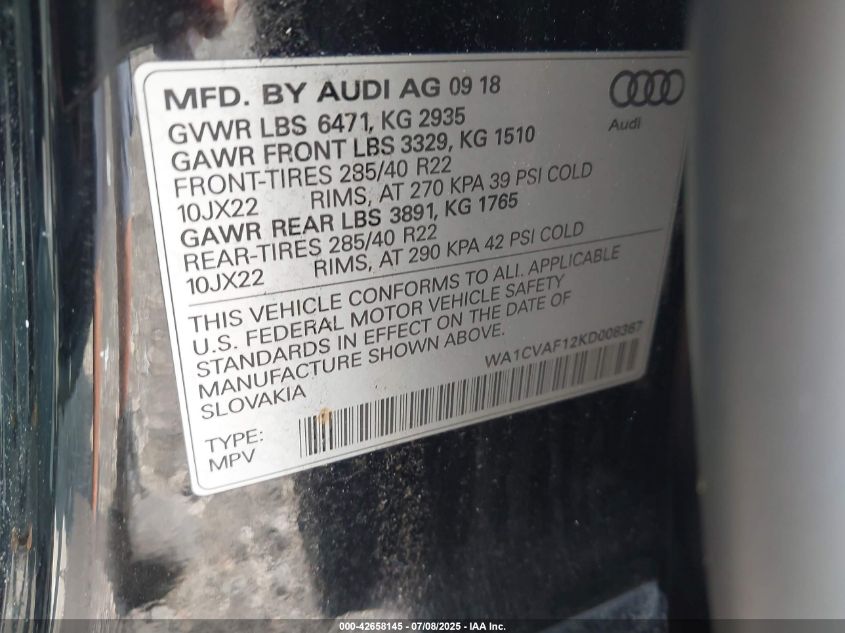 MFD. BY AUDI AG 09 18
Audi
GVWR LBS 6471, KG 2935
GAWR FRONT LBS 3329, KG 1510
FRONT-TIRES 285/40 R22
10JX22 RIMS, AT 270 KPA 39 PSI COLD
GAWR REAR LBS 3891, KG 1765
REAR-TIRES 285/40 R22
10JX22 RIMS, AT 290 KPA 42 PSI COLD
THIS VEHICLE CONFORMS TO ALL APPLICABLE
U.S. FEDERAL MOTOR VEHICLE SAFETY
STANDARDS IN EFFECT ON THE DATE OF
MANUFACTURE SHOWN ABOVE.
SLOVAKIA
WA1CVAF12KD008367
TYPE:
MPV
000-42658145 - 07/08/2025 - IAA Inc.